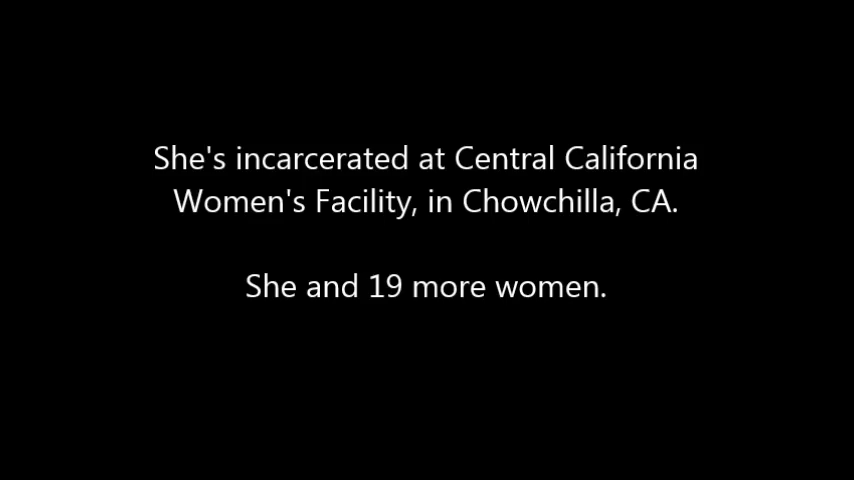 She's incarcerated at Central California
Women's Facility, in Chowchilla, CA.
She and 19 more women.